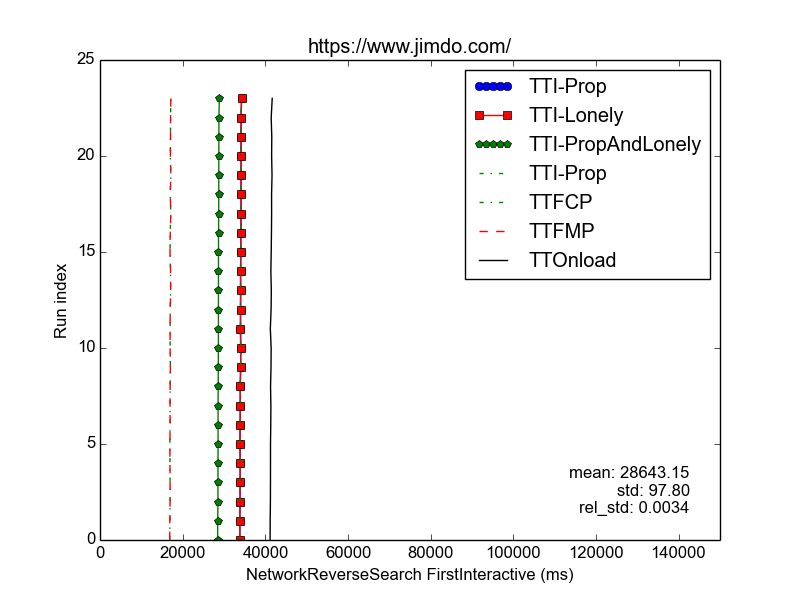 https://www.jimdo.com/
25
20
15
10
5
0
Run index
TTI-Prop
TTI-Lonely
TTI-PropAndLonely
TTI-Prop
TTFCP
TTFMP
TTOnload
mean: 28643.15
std: 97.80
rel_std: 0.0034
0 20000 40000 60000 80000 100000 120000 140000
NetworkReverseSearch FirstInteractive (ms)